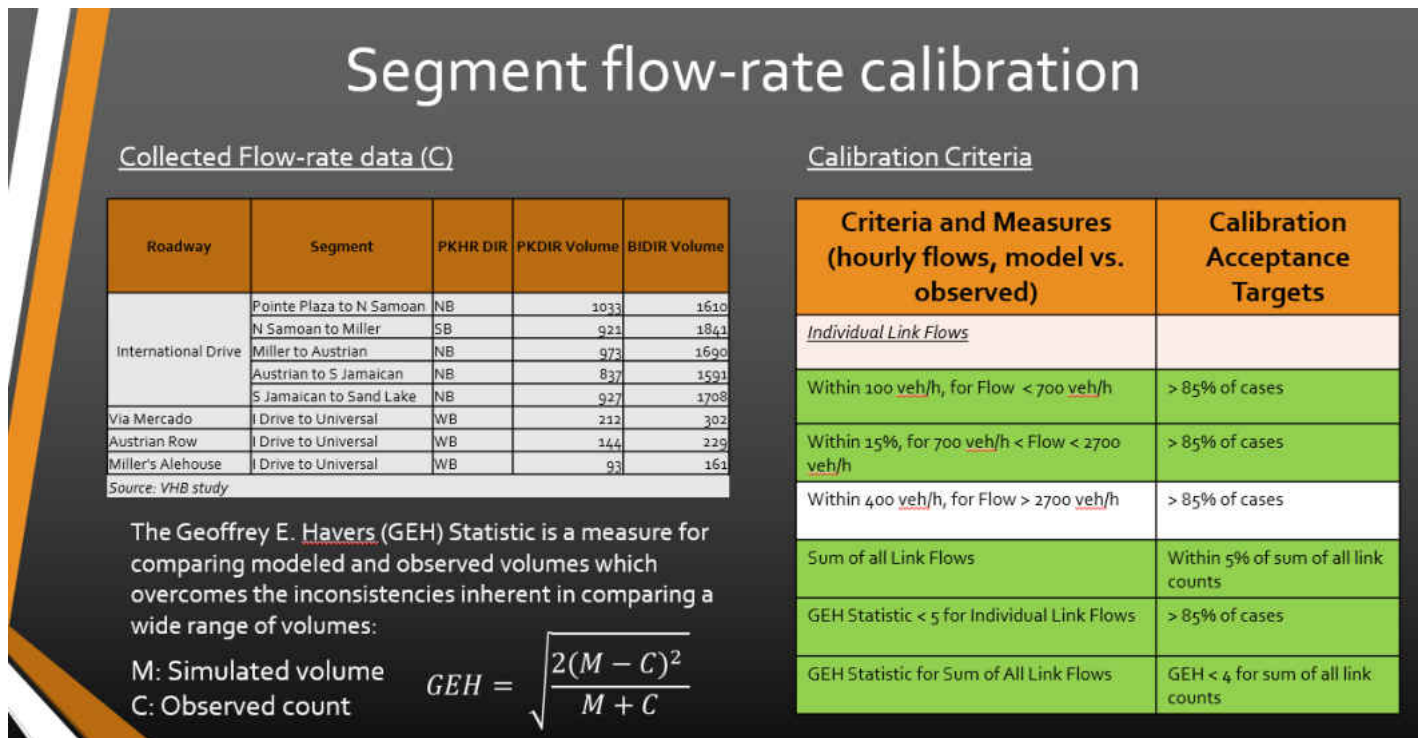 Segment flow-rate calibration
Collected Flow-rate data (C)
Roadway Segment PKHR DIR PKDIR Volume BIDIR Volume
International Drive
Pointe Plaza to N Samoan NB 1033 1610
N Samoan to Miller SB 921 1841
Miller to Austrian NB 973 1690
Austrian to S Jamaican NB 837 1591
S Jamaican to Sand Lake NB 927 1708
Via Mercado I Drive to Universal WB 212 302
Austrian Row I Drive to Universal WB 144 229
Miller's Alehouse I Drive to Universal WB 93 161
Source: VHB study
The Geoffrey E. Havers (GEH) Statistic is a measure for
comparing modeled and observed volumes which
overcomes the inconsistencies inherent in comparing a
wide range of volumes:
M: Simulated volume
C: Observed count
GEH = √(2(M − C)²/(M + C))
Calibration Criteria
Criteria and Measures
(hourly flows, model vs.
observed)
Calibration
Acceptance
Targets
Individual Link Flows
Within 100 veh/h, for Flow < 700 veh/h > 85% of cases
Within 15%, for 700 veh/h < Flow < 2700
veh/h
> 85% of cases
Within 400 veh/h, for Flow > 2700 veh/h > 85% of cases
Sum of all Link Flows
Within 5% of sum of all link
counts
GEH Statistic < 5 for Individual Link Flows > 85% of cases
GEH Statistic for Sum of All Link Flows
GEH < 4 for sum of all link
counts